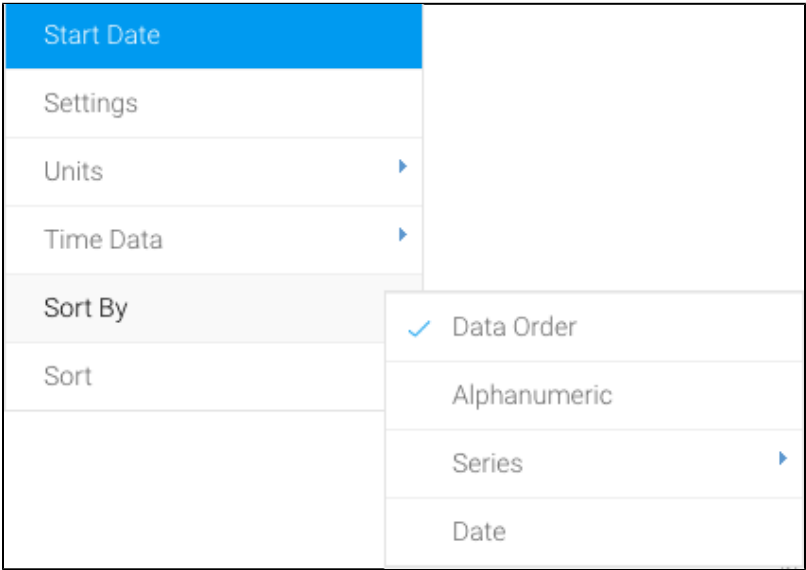 Start Date
Settings
Units
Time Data
Sort By
Sort
Data Order
Alphanumeric
Series
Date